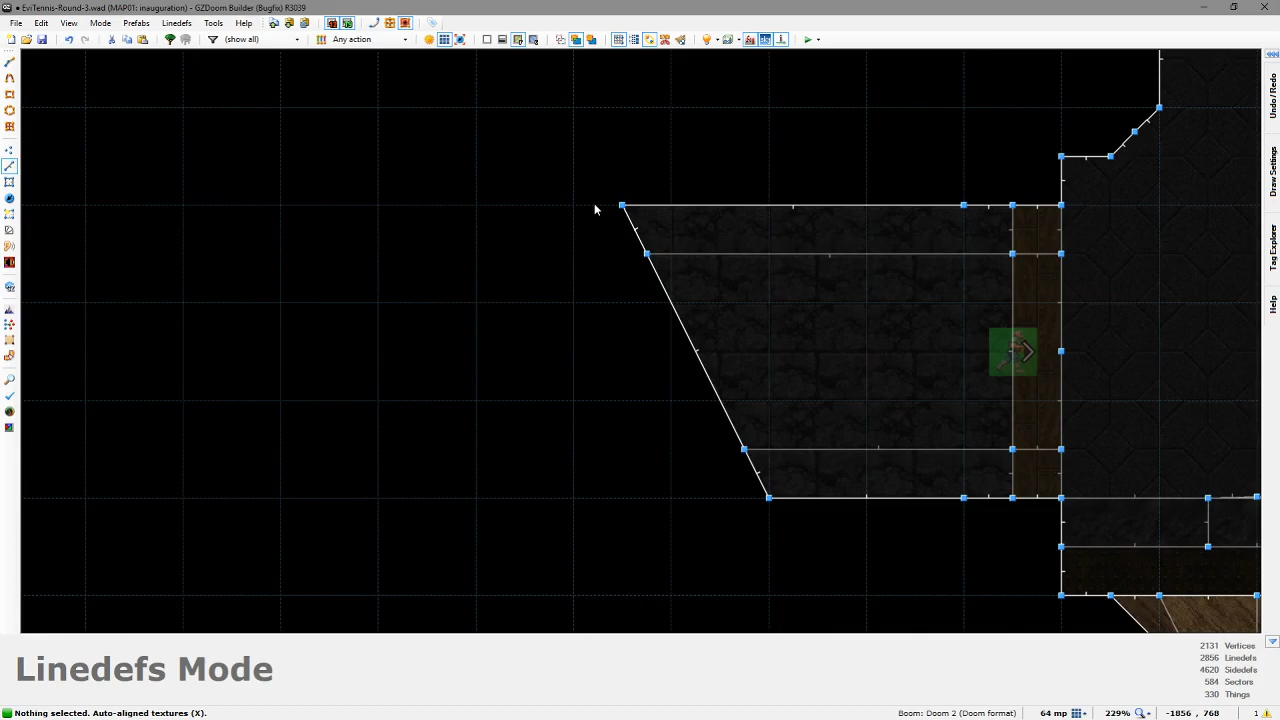 EviTennis-Round-3.wad (MAP01: inauguration) - GZDoom Builder (Bugfix) R3039
File Edit View Mode Prefabs Linedefs Tools Help
(show all) Any action
Undo / Redo
Draw Settings
Tag Explorer
Help
Linedefs Mode
2131 Vertices
2856 Linedefs
4620 Sidedefs
584 Sectors
330 Things
Nothing selected. Auto-aligned textures (X). Boom: Doom 2 (Doom format) 64 mp 229% -1856 , 768 1